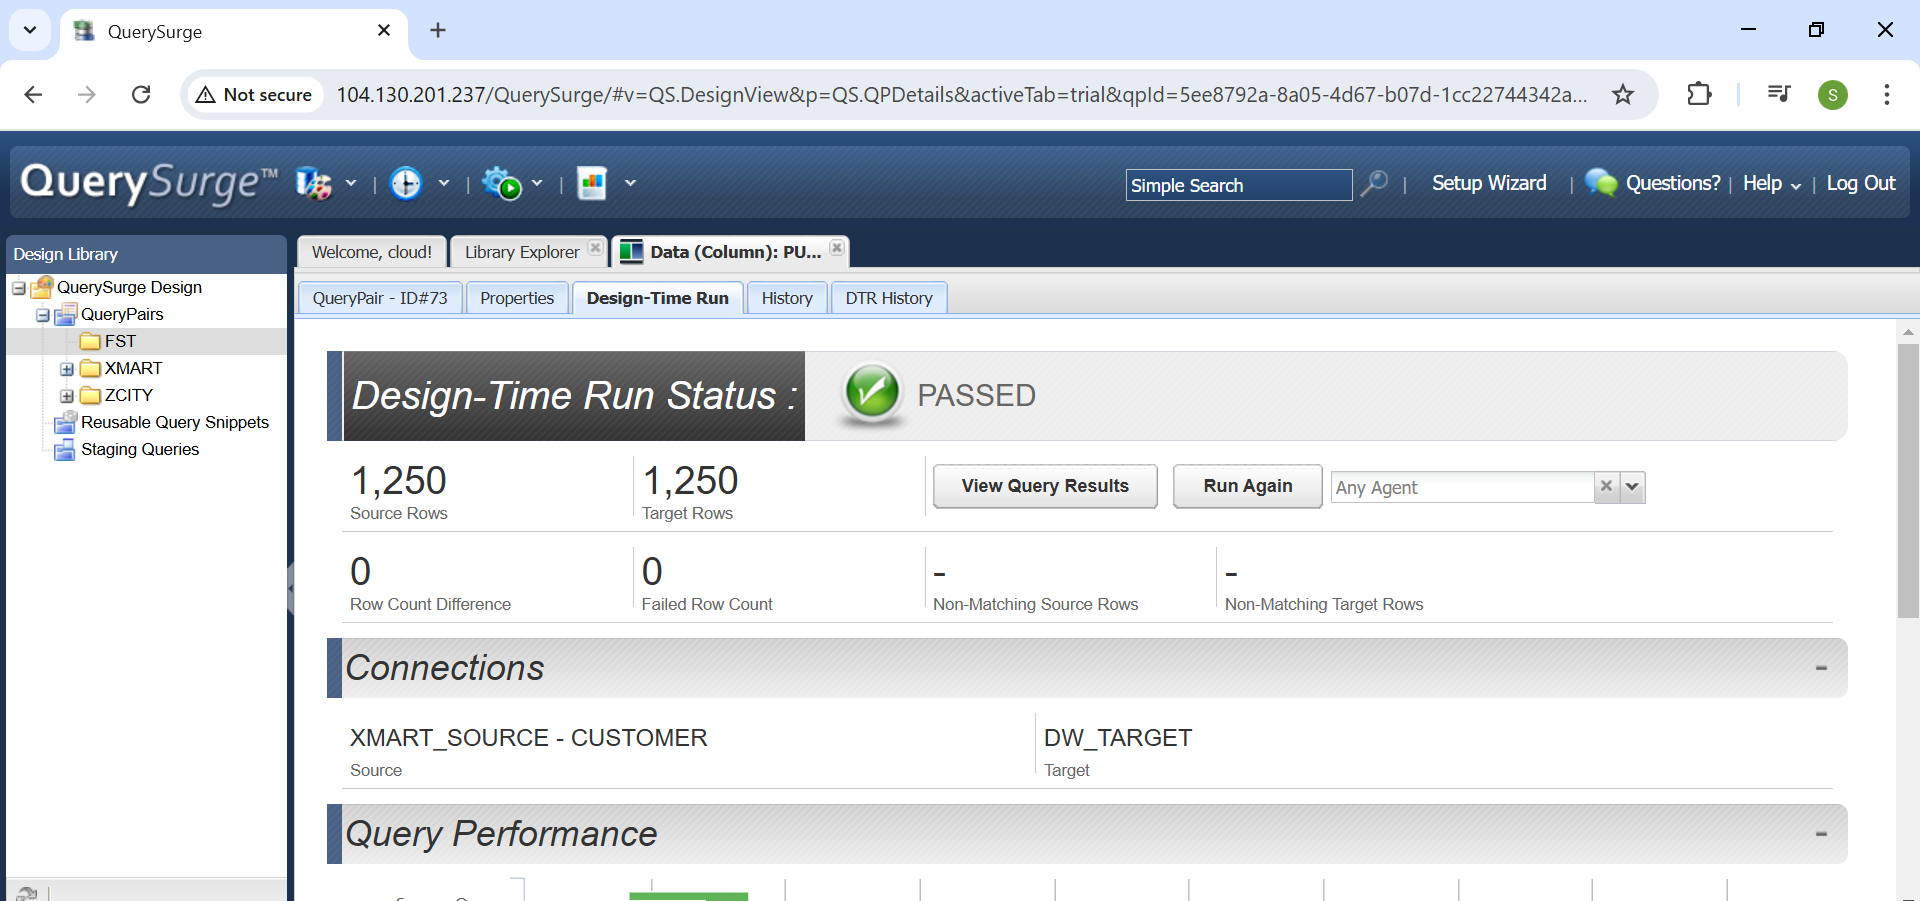 QuerySurge
Not secure
104.130.201.237/QuerySurge/#v=QS.DesignView&p=QS.QPDetails&activeTab=trial&qpId=5ee8792a-8a05-4d67-b07d-1cc22744342a...
S
QuerySurge™
Simple Search
Setup Wizard
Questions?
Help
Log Out
Design Library
QuerySurge Design
QueryPairs
FST
XMART
ZCITY
Reusable Query Snippets
Staging Queries
Welcome, cloud!
Library Explorer
Data (Column): PU...
QueryPair - ID#73
Properties
Design-Time Run
History
DTR History
Design-Time Run Status :
PASSED
1,250
Source Rows
1,250
Target Rows
View Query Results
Run Again
Any Agent
0
Row Count Difference
0
Failed Row Count
-
Non-Matching Source Rows
-
Non-Matching Target Rows
Connections
XMART_SOURCE - CUSTOMER
Source
DW_TARGET
Target
Query Performance